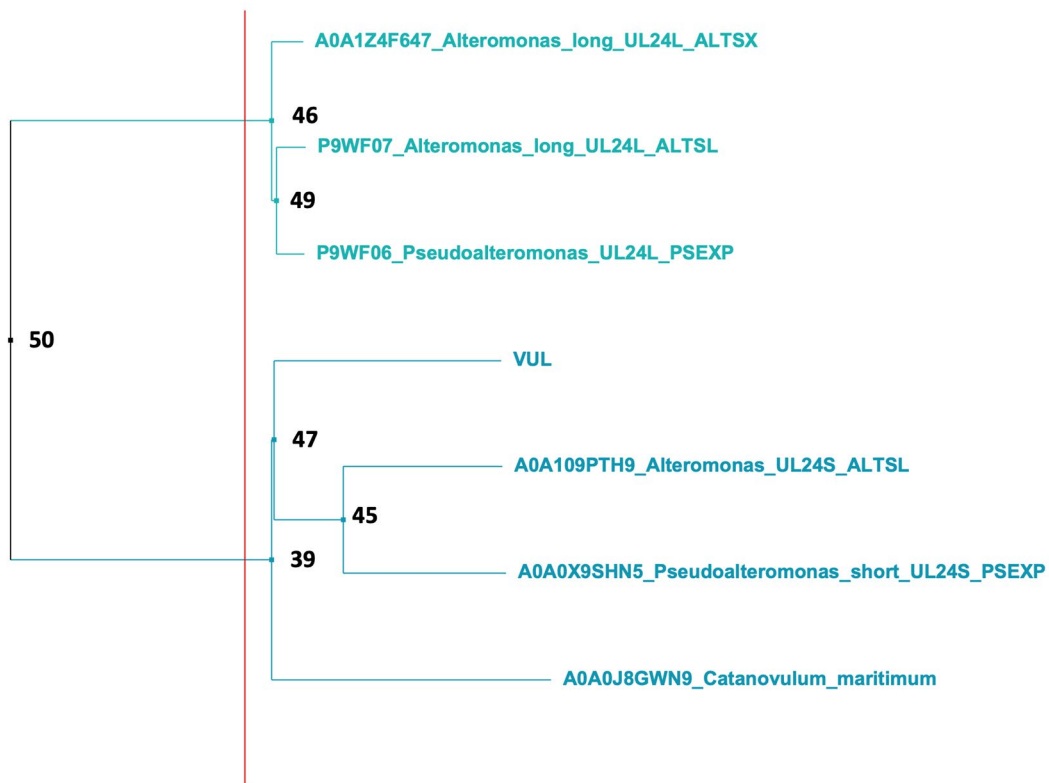 A0A1Z4F647_Alteromonas_long_UL24L_ALTSX
46
P9WF07_Alteromonas_long_UL24L_ALTSL
49
P9WF06_Pseudoalteromonas_UL24L_PSEXP
50
VUL
47
A0A109PTH9_Alteromonas_UL24S_ALTSL
45
39
A0A0X9SHN5_Pseudoalteromonas_short_UL24S_PSEXP
A0A0J8GWN9_Catanovulum_maritimum